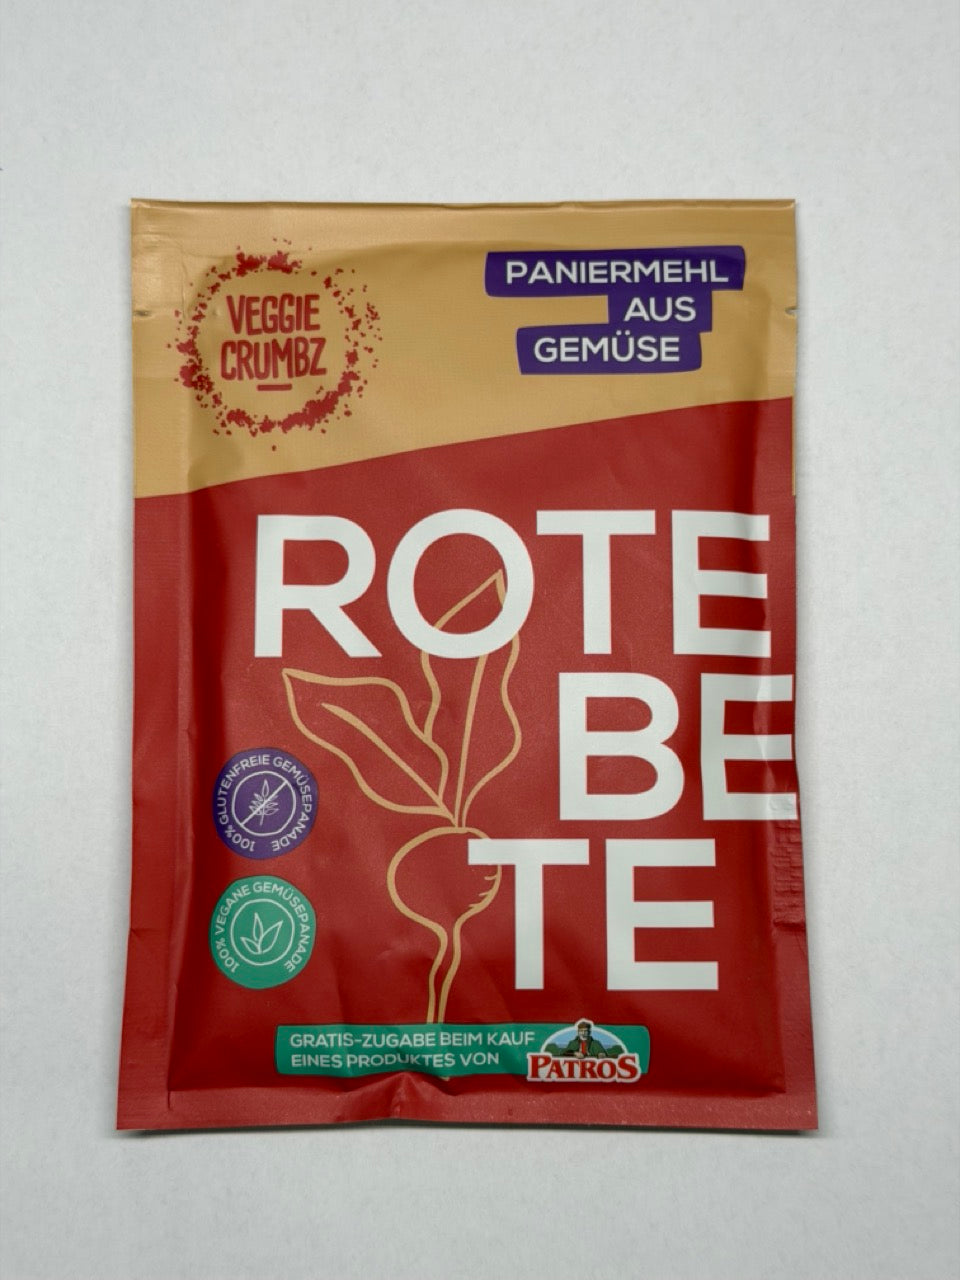 VEGGIE
CRUMBZ
PANIERMEHL
AUS
GEMÜSE
ROTE
BE
TE
100% GLUTENFREIE GEMÜSEPANADE
100% VEGANE GEMÜSEPANADE
GRATIS-ZUGABE BEIM KAUF
EINES PRODUKTES VON
PATROS